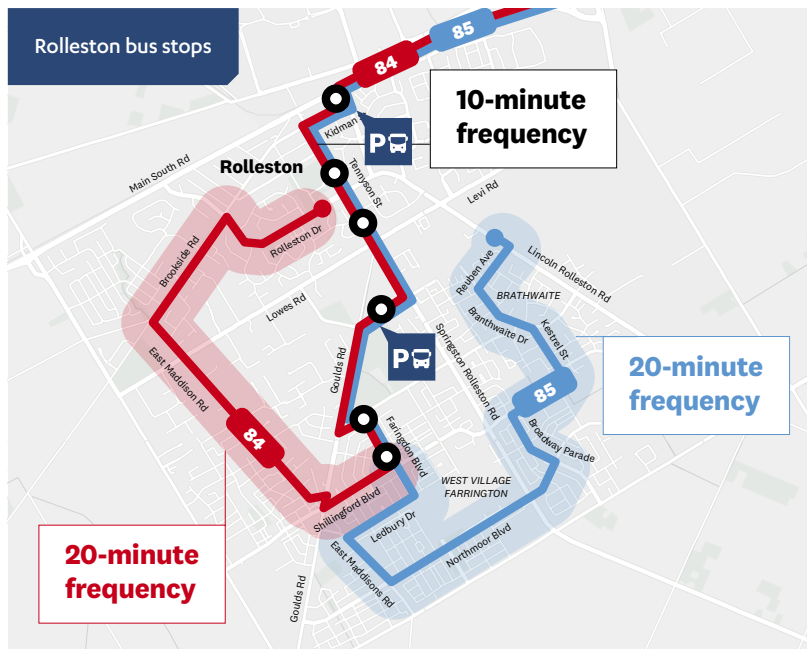 Rolleston bus stops
84
85
10-minute
frequency
Kidman
P
Rolleston
Main South Rd
Tennyson St
Levi Rd
Rolleston Dr
Brookside Rd
Lincoln Rolleston Rd
Reuben Ave
BRATHWAITE
Lowes Rd
Branthwaite Dr
Kestrel St
Springston Rolleston Rd
P
Goulds Rd
East Maddison Rd
20-minute
frequency
85
Faringdon Blvd
Broadway Parade
84
WEST VILLAGE
FARRINGTON
Shillingford Blvd
Ledbury Dr
Northmoor Blvd
East Maddisons Rd
20-minute
frequency
Goulds Rd